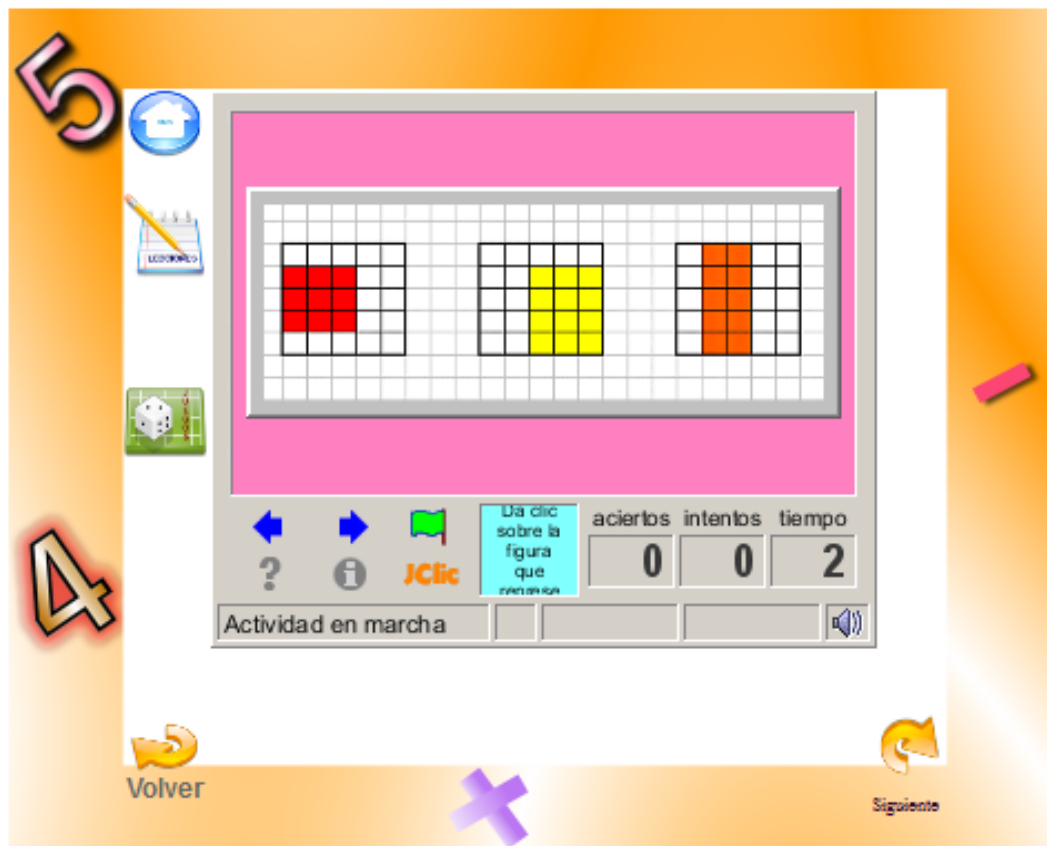 5
LECCIONES
Da clic
sobre la
figura
que
aciertos intentos tiempo
0 0 2
JClic
Actividad en marcha
4
Volver
Siguiente